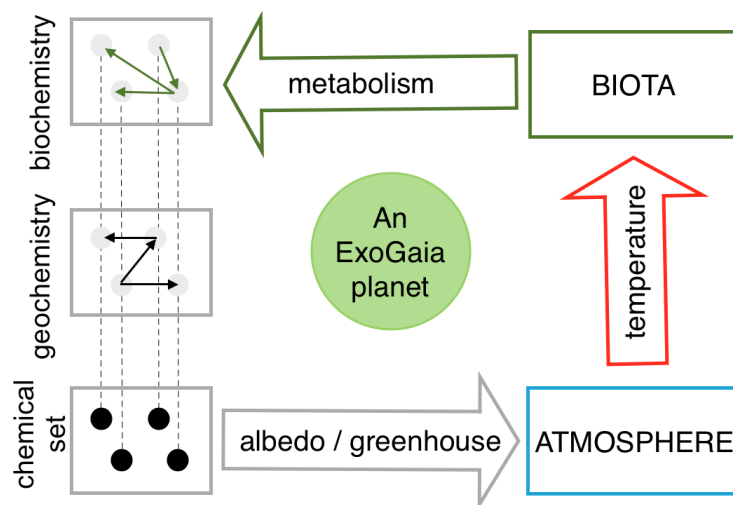 biochemistry
metabolism
BIOTA
geochemistry
An
ExoGaia
planet
temperature
chemical
set
albedo / greenhouse
ATMOSPHERE